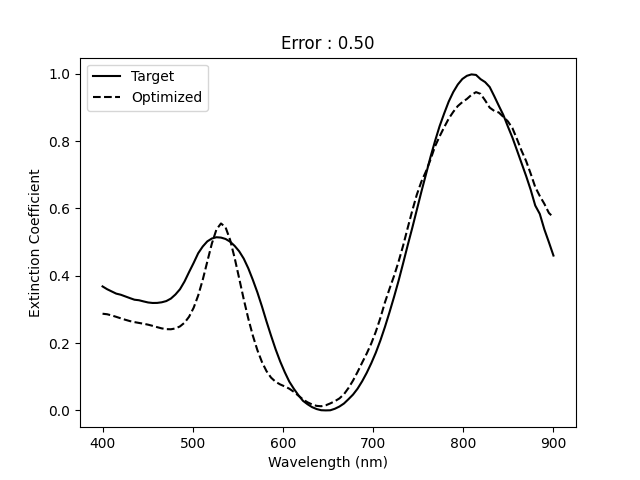 Error : 0.50
Target
Optimized
Extinction Coefficient
1.0
0.8
0.6
0.4
0.2
0.0
400 500 600 700 800 900
Wavelength (nm)